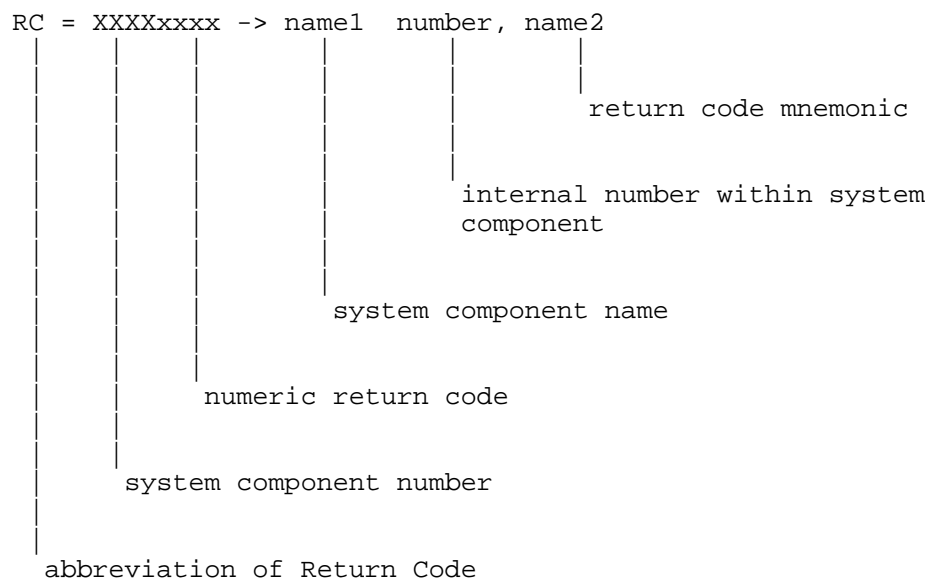 RC = XXXXxxxx -> name1  number, name2
return code mnemonic
internal number within system
component
system component name
numeric return code
system component number
abbreviation of Return Code